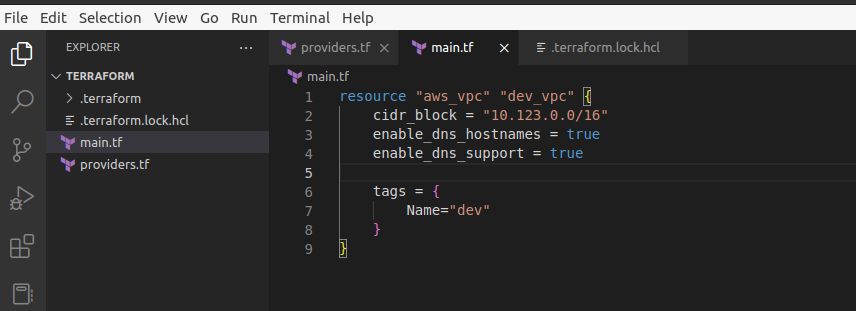 File Edit Selection View Go Run Terminal Help
EXPLORER ...
TERRAFORM
.terraform
.terraform.lock.hcl
main.tf
providers.tf
providers.tf main.tf .terraform.lock.hcl
main.tf
1 resource "aws_vpc" "dev_vpc" {
2 cidr_block = "10.123.0.0/16"
3 enable_dns_hostnames = true
4 enable_dns_support = true
5
6 tags = {
7 Name="dev"
8 }
9 }